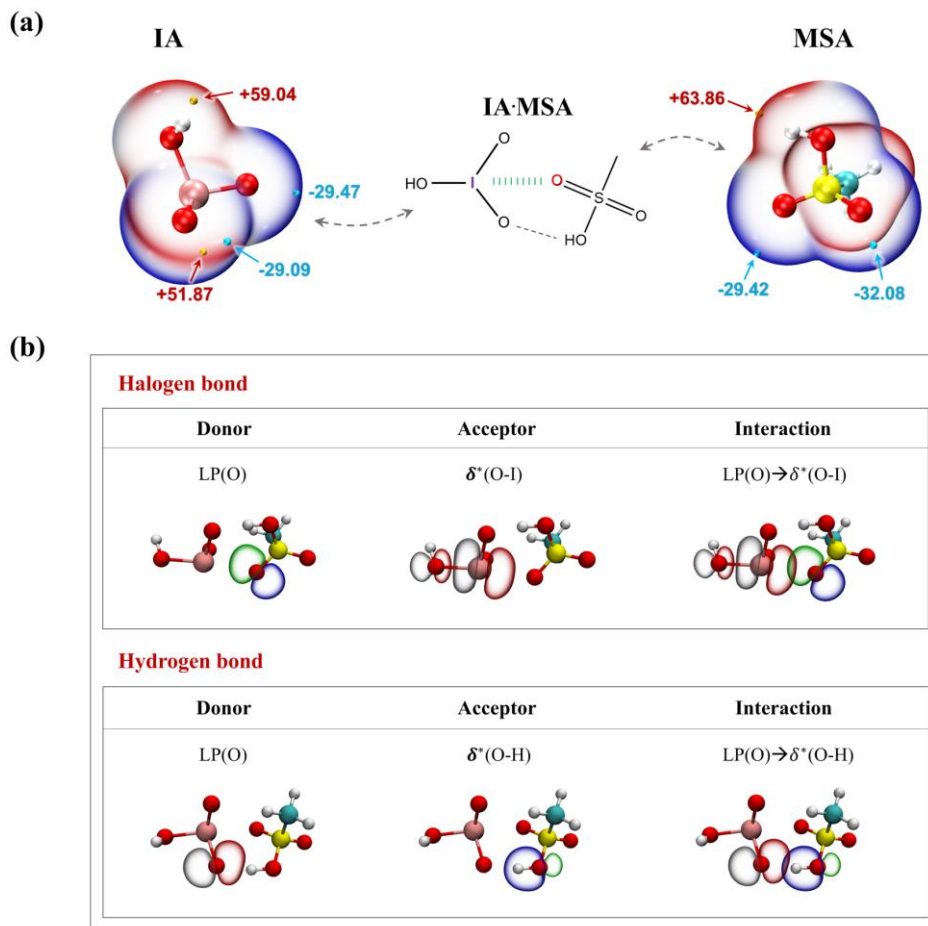 (a)
IA
MSA
+59.04
+63.86
IA·MSA
O
HO
I
O
S
O
-29.47
O
HO
-29.09
+51.87
-29.42
-32.08
(b)
Halogen bond
Donor Acceptor Interaction
LP(O) δ*(O-I) LP(O)→δ*(O-I)
Hydrogen bond
Donor Acceptor Interaction
LP(O) δ*(O-H) LP(O)→δ*(O-H)